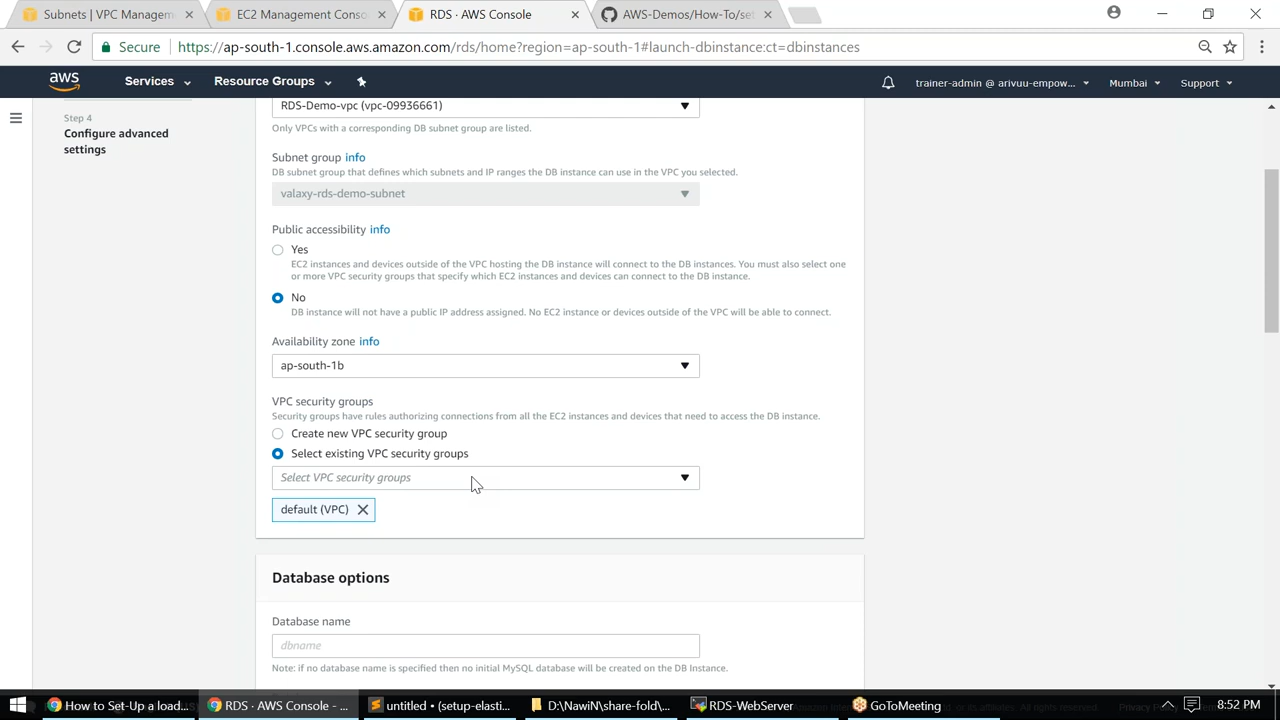 Subnets | VPC Managemen
EC2 Management Conso
RDS · AWS Console
AWS-Demos/How-To/set
Secure
https://ap-south-1.console.aws.amazon.com/rds/home?region=ap-south-1#launch-dbinstance:ct=dbinstances
aws
Services
Resource Groups
trainer-admin @ arivuu-empow...
Mumbai
Support
Step 4
Configure advanced
settings
RDS-Demo-vpc (vpc-09936661)
Only VPCs with a corresponding DB subnet group are listed.
Subnet group info
DB subnet group that defines which subnets and IP ranges the DB instance can use in the VPC you selected.
valaxy-rds-demo-subnet
Public accessibility info
Yes
EC2 instances and devices outside of the VPC hosting the DB instance will connect to the DB instances. You must also select one
or more VPC security groups that specify which EC2 instances and devices can connect to the DB instance.
No
DB instance will not have a public IP address assigned. No EC2 instance or devices outside of the VPC will be able to connect.
Availability zone info
ap-south-1b
VPC security groups
Security groups have rules authorizing connections from all the EC2 instances and devices that need to access the DB instance.
Create new VPC security group
Select existing VPC security groups
Select VPC security groups
default (VPC)
Database options
Database name
dbname
Note: if no database name is specified then no initial MySQL database will be created on the DB Instance.
How to Set-Up a load...
RDS · AWS Console - ...
untitled • (setup-elasti...
D:\NawiN\share-fold\...
RDS-WebServer
GoToMeeting
Privacy Policy
8:52 PM